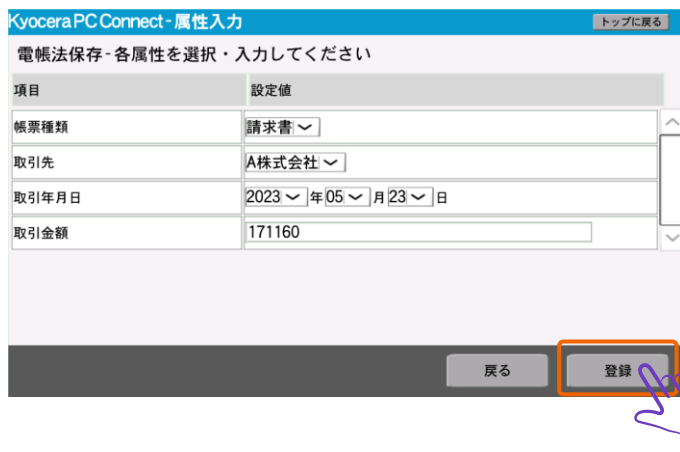 Kyocera PC Connect-属性入力 トップに戻る
電帳法保存-各属性を選択・入力してください
項目 設定値
帳票種類 請求書
取引先 A株式会社
取引年月日 2023 年 05 月 23 日
取引金額 171160
戻る 登録